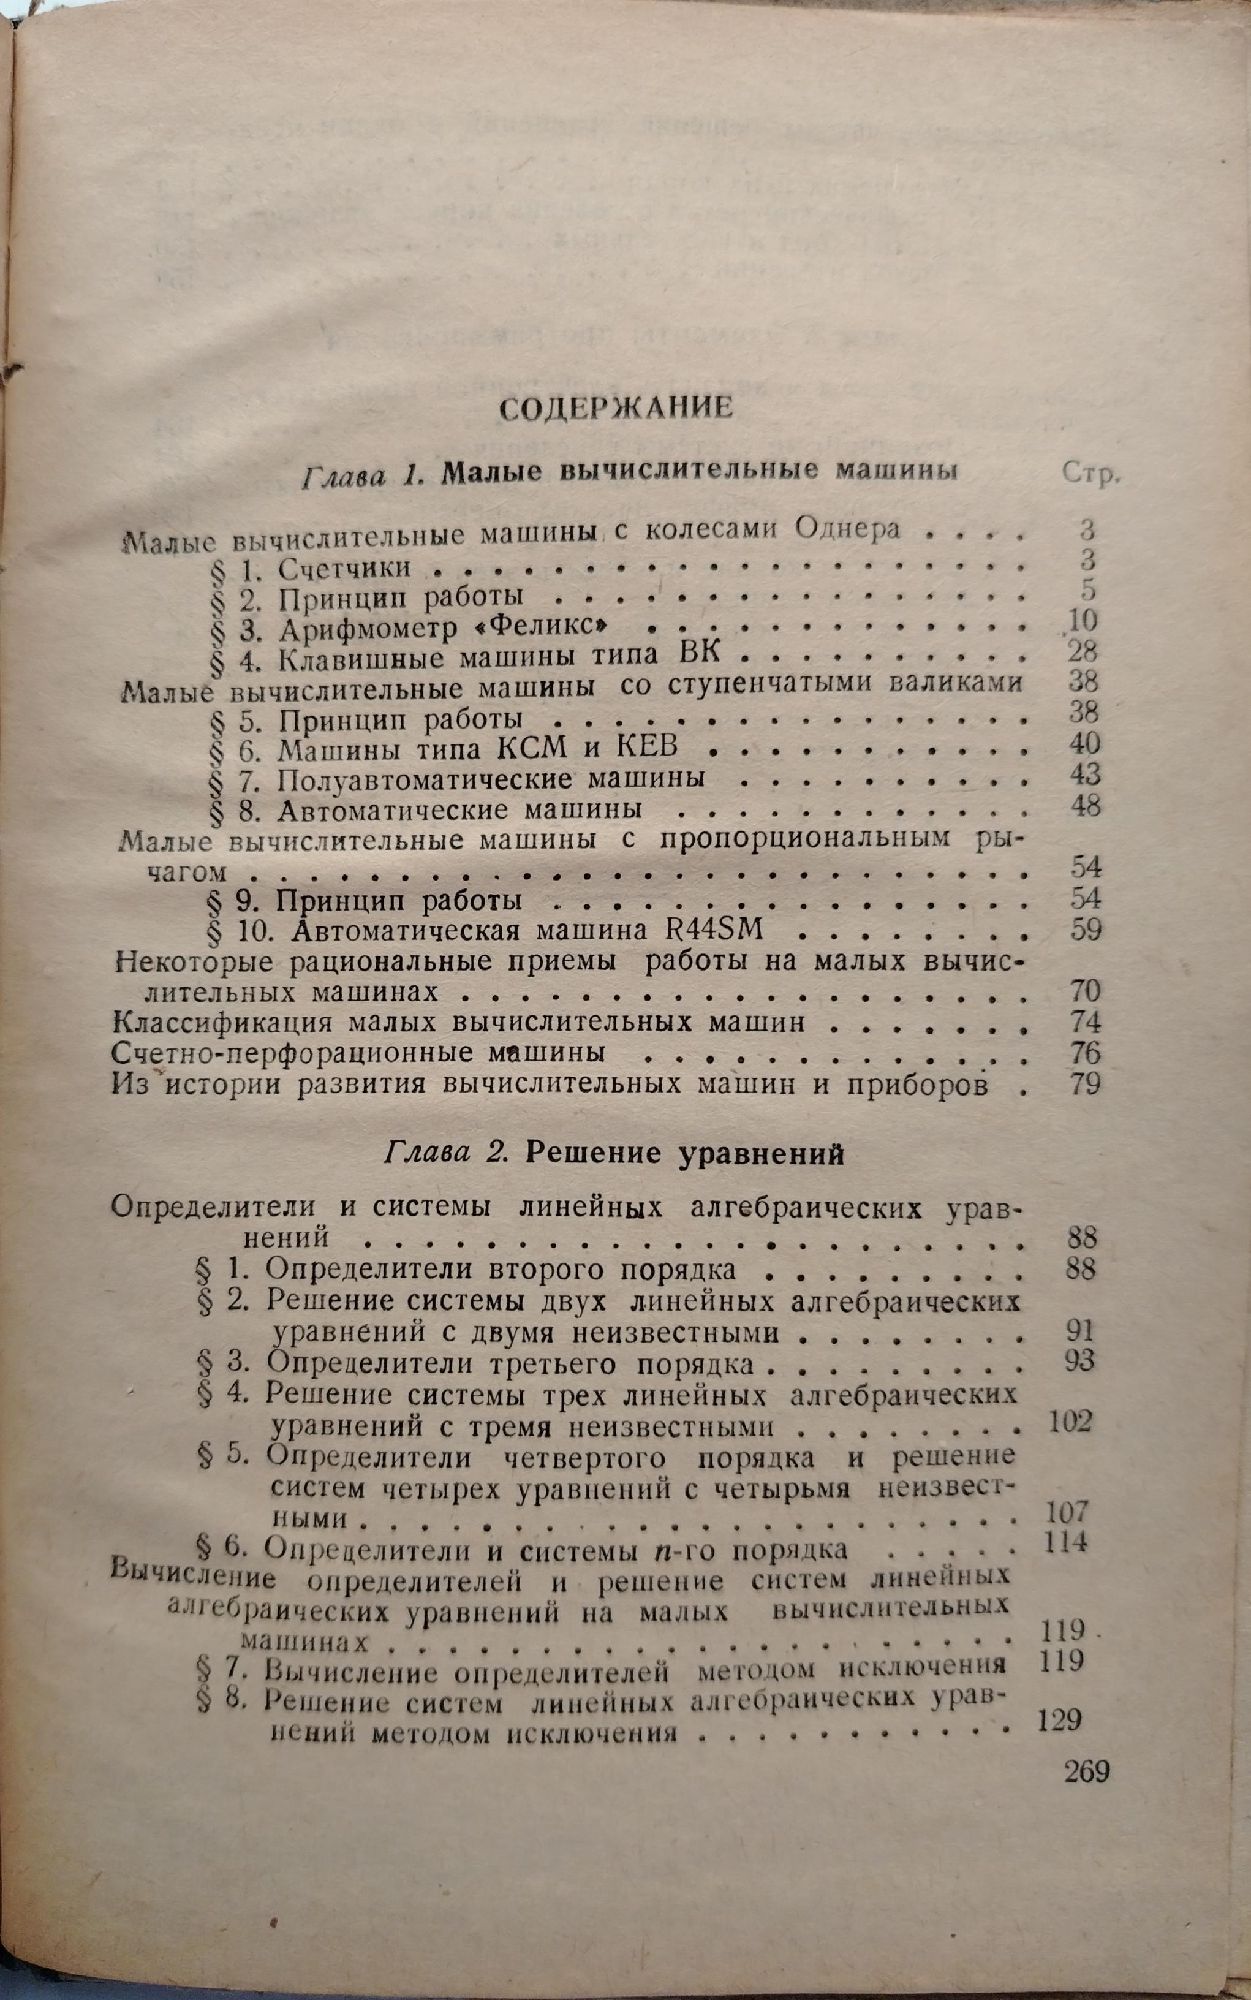 СОДЕРЖАНИЕ
Глава 1. Малые вычислительные машины Стр.
Малые вычислительные машины с колесами Однера . . . . 3
§ 1. Счетчики . . . . . . . . . . . . . . . . . . . . 3
§ 2. Принцип работы . . . . . . . . . . . . . . . . 5
§ 3. Арифмометр «Феликс» . . . . . . . . . . . . . 10
§ 4. Клавишные машины типа ВК . . . . . . . . . . 28
Малые вычислительные машины со ступенчатыми валиками 38
§ 5. Принцип работы . . . . . . . . . . . . . . . . 38
§ 6. Машины типа КСМ и КЕВ . . . . . . . . . . . 40
§ 7. Полуавтоматические машины . . . . . . . . . . 43
§ 8. Автоматические машины . . . . . . . . . . . . 48
Малые вычислительные машины с пропорциональным ры-
чагом . . . . . . . . . . . . . . . . . . . . . . . . . . 54
§ 9. Принцип работы . . . . . . . . . . . . . . . . 54
§ 10. Автоматическая машина R44SM . . . . . . . . 59
Некоторые рациональные приемы работы на малых вычис-
лительных машинах . . . . . . . . . . . . . . . . . . . 70
Классификация малых вычислительных машин . . . . . . . 74
Счетно-перфорационные машины . . . . . . . . . . . . . 76
Из истории развития вычислительных машин и приборов . 79
Глава 2. Решение уравнений
Определители и системы линейных алгебраических урав-
нений . . . . . . . . . . . . . . . . . . . . . . 88
§ 1. Определители второго порядка . . . . . . . . . 88
§ 2. Решение системы двух линейных алгебраических
уравнений с двумя неизвестными . . . . . . . . 91
§ 3. Определители третьего порядка . . . . . . . . . 93
§ 4. Решение системы трех линейных алгебраических
уравнений с тремя неизвестными . . . . . . . . 102
§ 5. Определители четвертого порядка и решение
систем четырех уравнений с четырьмя неизвест-
ными . . . . . . . . . . . . . . . . . . . . . . 107
§ 6. Определители и системы n-го порядка . . . . . 114
Вычисление определителей и решение систем линейных
алгебраических уравнений на малых вычислительных
машинах . . . . . . . . . . . . . . . . . . . . . 119
§ 7. Вычисление определителей методом исключения 119
§ 8. Решение систем линейных алгебраических урав-
нений методом исключения . . . . . . . . . . . 129
269